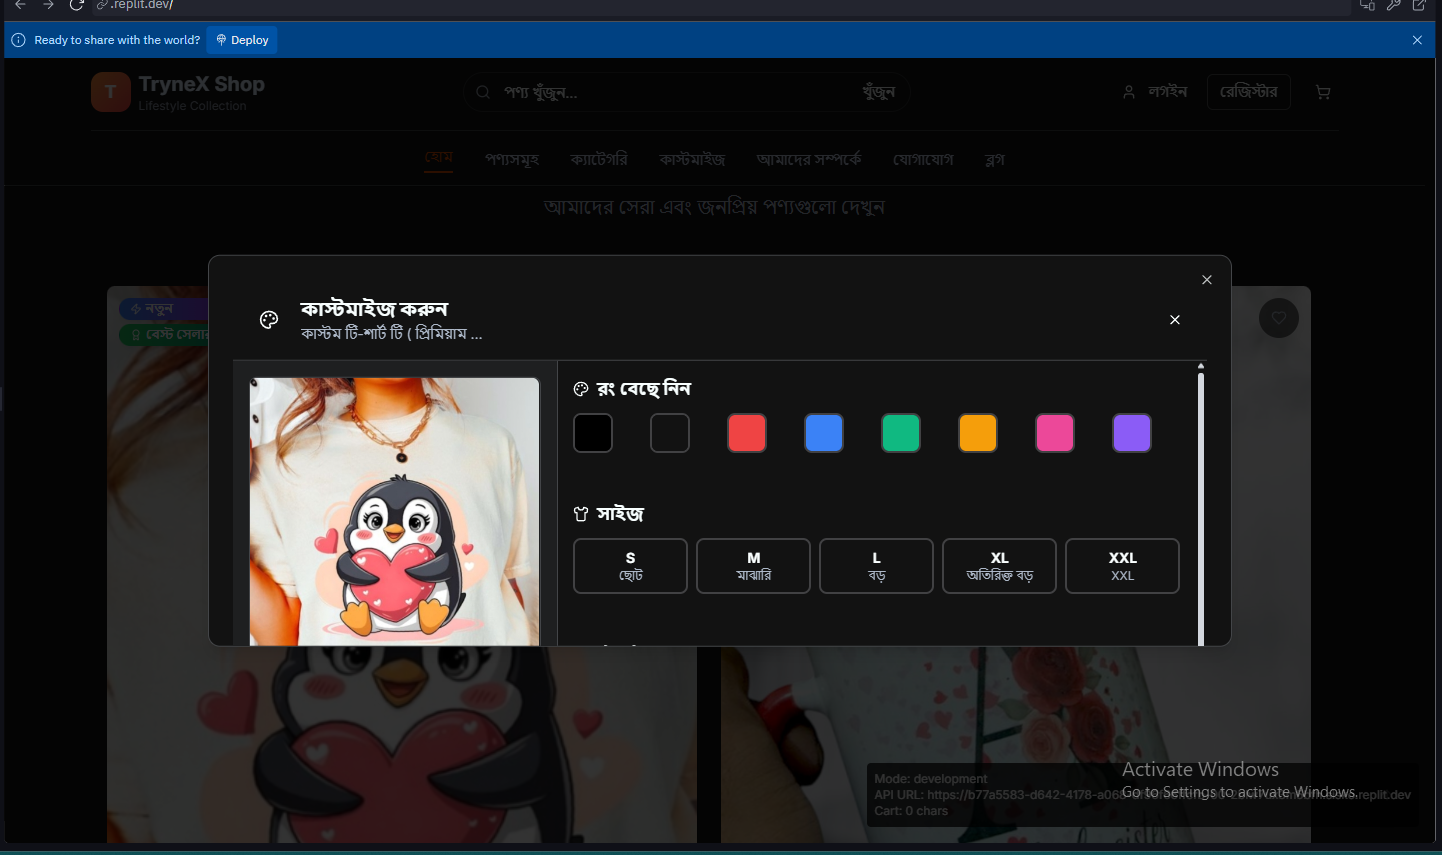 .replit.dev/
Ready to share with the world? Deploy
T TryneX Shop
Lifestyle Collection
পণ্য খুঁজুন... খুঁজুন
লগইন রেজিস্টার
হোম পণ্যসমূহ ক্যাটেগরি কাস্টমাইজ আমাদের সম্পর্কে যোগাযোগ ব্লগ
আমাদের সেরা এবং জনপ্রিয় পণ্যগুলো দেখুন
নতুন
বেস্ট সেলার
কাস্টমাইজ করুন
কাস্টম টি-শার্ট টি ( প্রিমিয়াম ...
রং বেছে নিন
সাইজ
S M L XL XXL
ছোট মাঝারি বড় অতিরিক্ত বড় XXL
Activate Windows
Go to Settings to activate Windows.
Mode: development
API URL: https://b77a5583-d642-4178-a060-
.replit.dev
Cart: 0 chars